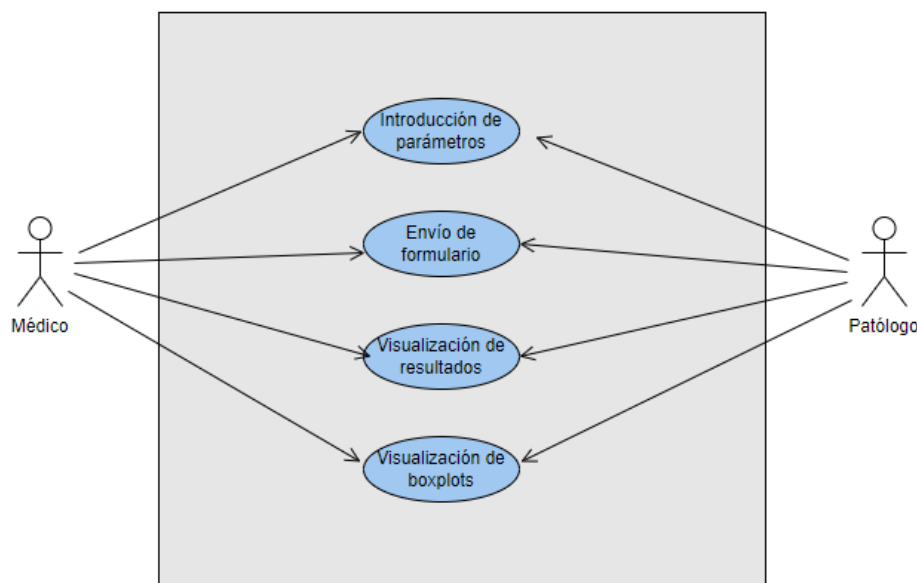 Introducción de
parámetros
Envío de
formulario
Médico
Patólogo
Visualización de
resultados
Visualización de
boxplots